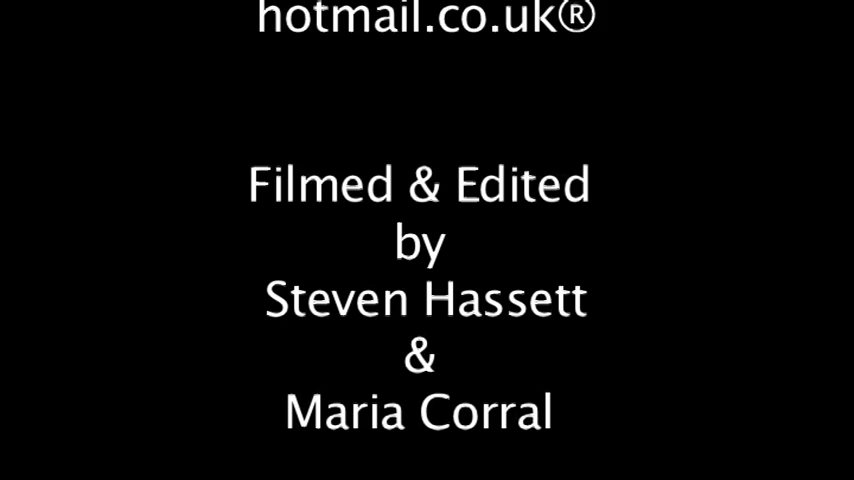 hotmail.co.uk®
Filmed & Edited
by
Steven Hassett
&
Maria Corral